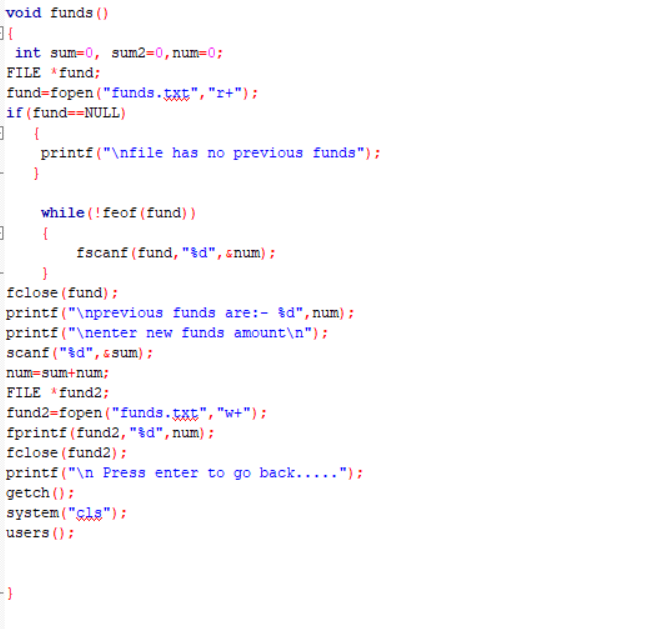 void funds()
{
int sum=0, sum2=0,num=0;
FILE *fund;
fund=fopen("funds.txt","r+");
if(fund==NULL)
{
printf("\nfile has no previous funds");
}
while(!feof(fund))
{
fscanf(fund,"%d",&num);
}
fclose(fund);
printf("\nprevious funds are:- %d",num);
printf("\nenter new funds amount\n");
scanf("%d",&sum);
num=sum+num;
FILE *fund2;
fund2=fopen("funds.txt","w+");
fprintf(fund2,"%d",num);
fclose(fund2);
printf("\n Press enter to go back.....");
getch();
system("cls");
users();
}